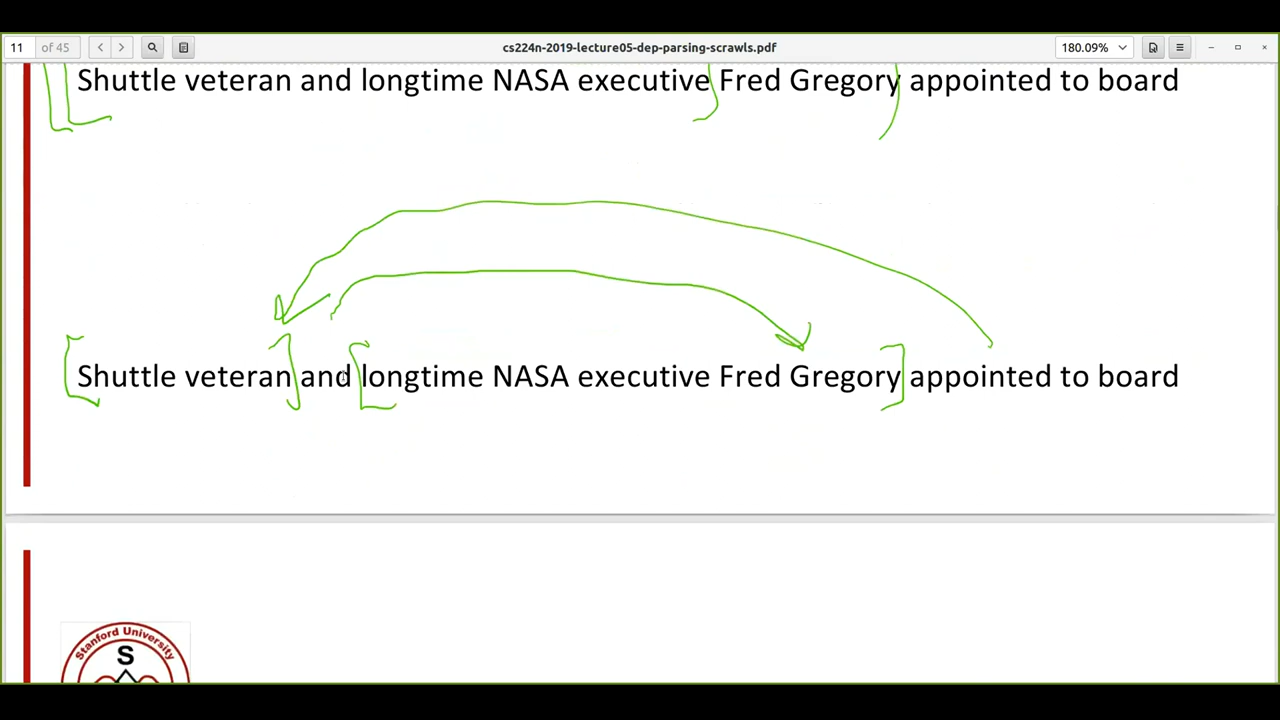 11 of 45 cs224n-2019-lecture05-dep-parsing-scrawls.pdf 180.09%
Shuttle veteran and longtime NASA executive Fred Gregory appointed to board
Shuttle veteran and longtime NASA executive Fred Gregory appointed to board
Stanford University
S